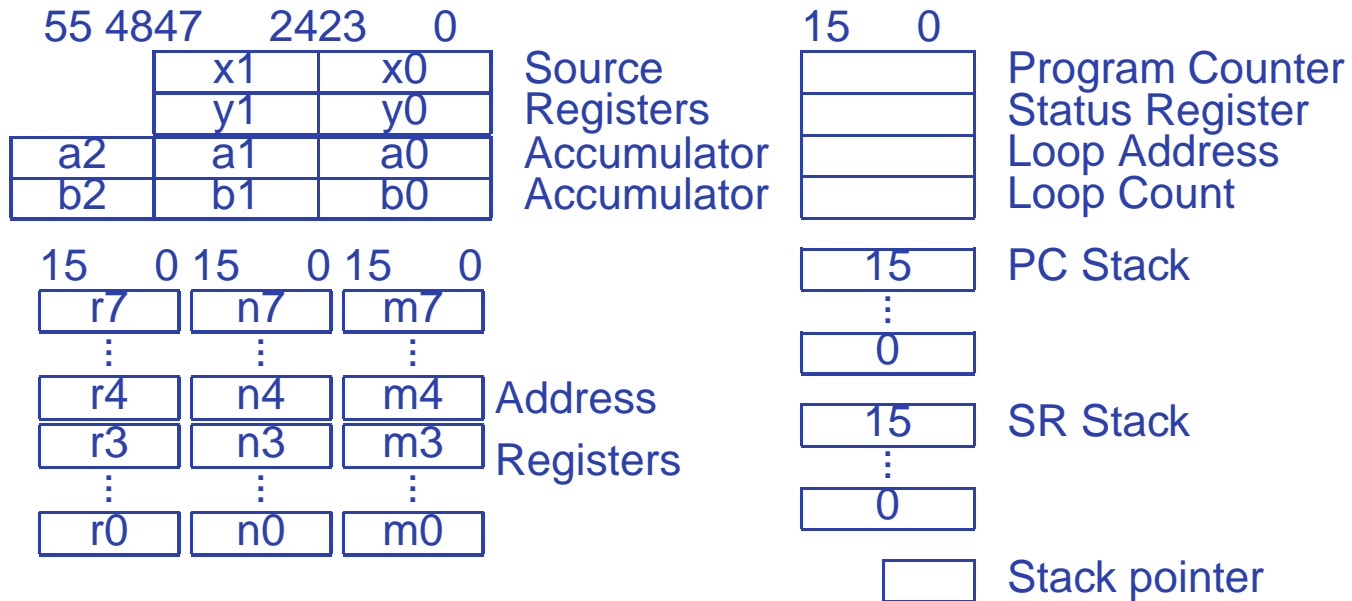 55 4847 2423 0
x1 x0 Source
y1 y0 Registers
a2 a1 a0 Accumulator
b2 b1 b0 Accumulator
15 0 15 0 15 0
r7 n7 m7
r4 n4 m4 Address
r3 n3 m3 Registers
r0 n0 m0
15 0
Program Counter
Status Register
Loop Address
Loop Count
15 PC Stack
0
15 SR Stack
0
Stack pointer